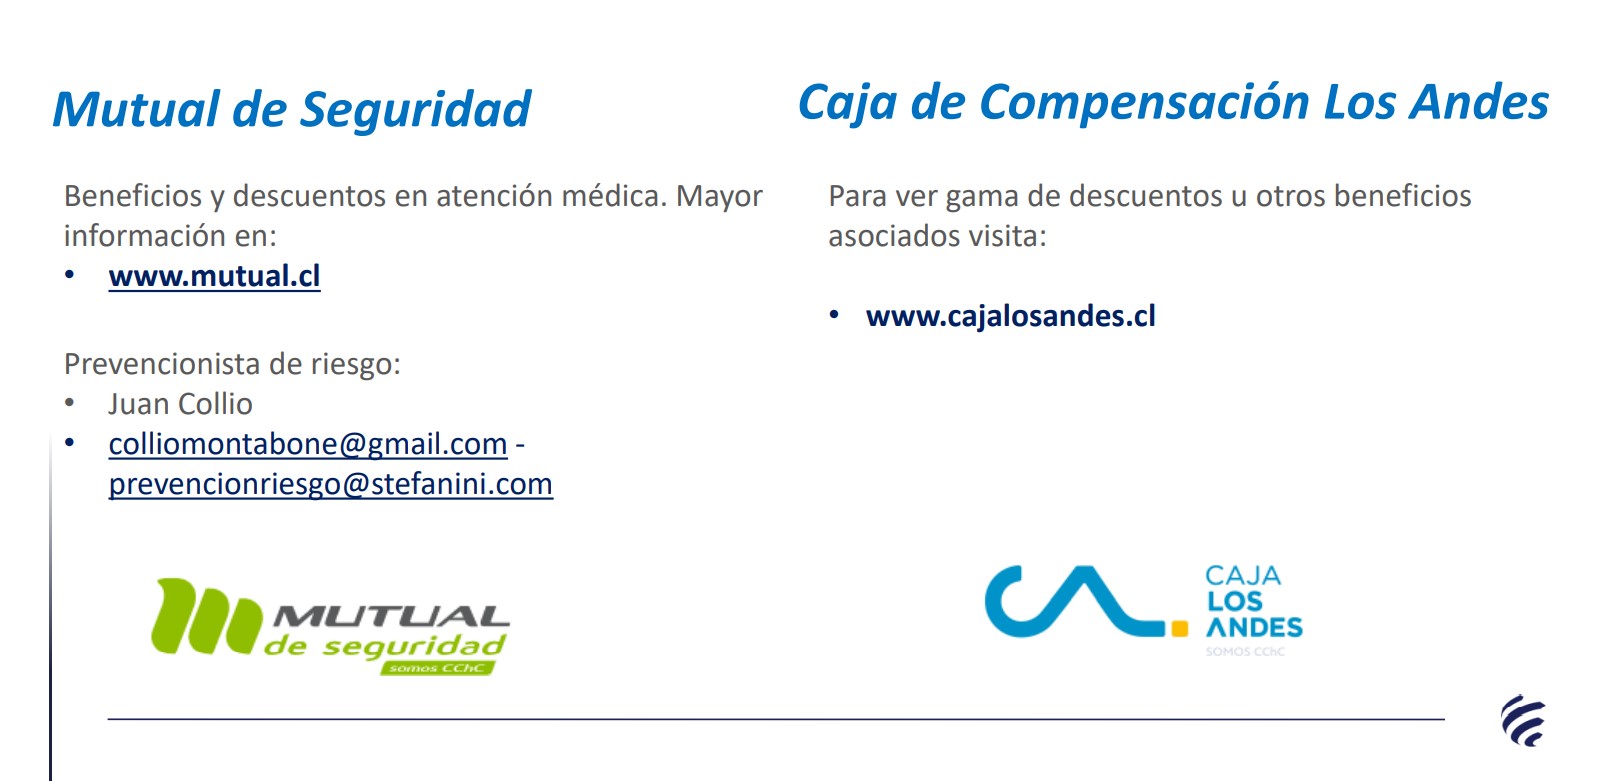 Mutual de Seguridad
Beneficios y descuentos en atención médica. Mayor
información en:
• www.mutual.cl
Prevencionista de riesgo:
• Juan Collio
• colliomontabone@gmail.com -
prevencionriesgo@stefanini.com
MUTUAL
de seguridad
somos CChC
Caja de Compensación Los Andes
Para ver gama de descuentos u otros beneficios
asociados visita:
• www.cajalosandes.cl
CA.
CAJA
LOS
ANDES
SOMOS CChC